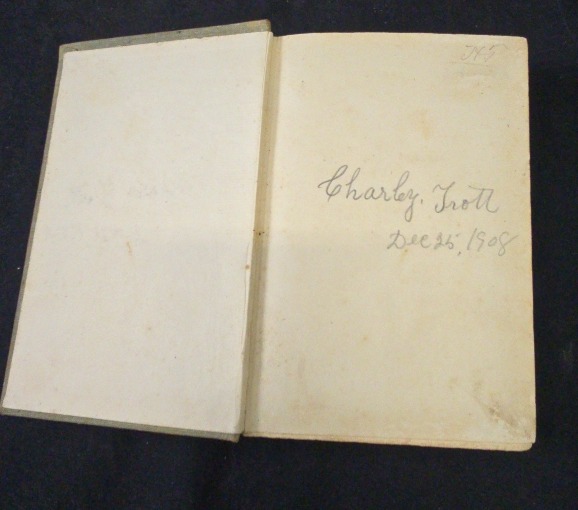 Charley. Trott
Dec 25, 1908